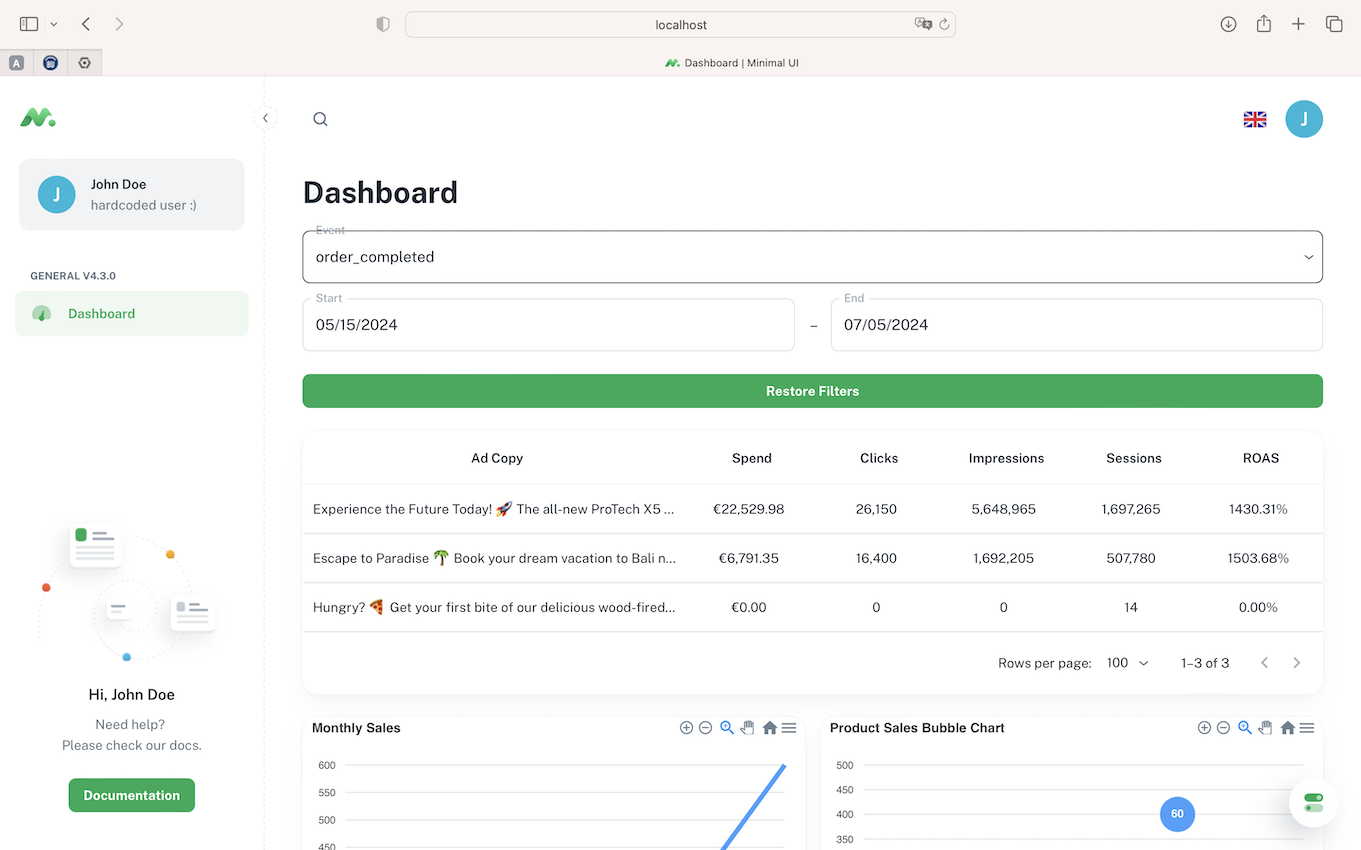 localhost
A
Dashboard | Minimal UI
J
John Doe
hardcoded user :)
GENERAL V4.3.0
Dashboard
Hi, John Doe
Need help?
Please check our docs.
Documentation
J
Dashboard
Event
order_completed
Start
05/15/2024
–
End
07/05/2024
Restore Filters
Ad Copy Spend Clicks Impressions Sessions ROAS
Experience the Future Today! 🚀 The all-new ProTech X5 ... €22,529.98 26,150 5,648,965 1,697,265 1430.31%
Escape to Paradise 🌴 Book your dream vacation to Bali n... €6,791.35 16,400 1,692,205 507,780 1503.68%
Hungry? 🍕 Get your first bite of our delicious wood-fired... €0.00 0 0 14 0.00%
Rows per page: 100 1–3 of 3
Monthly Sales
600
550
500
450
Product Sales Bubble Chart
500
450
400
350
60